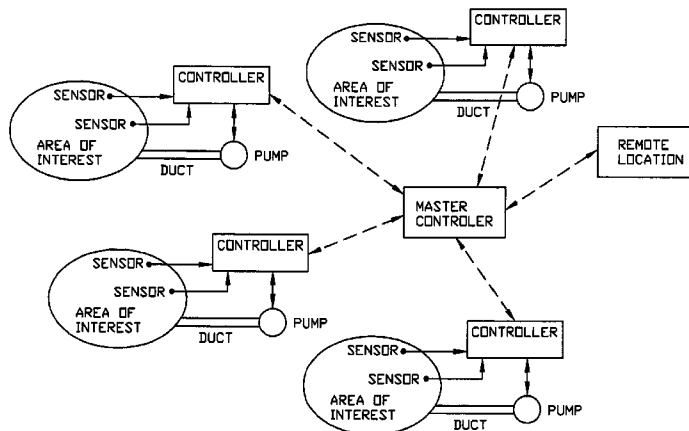 CONTROLLER
SENSOR
SENSOR
AREA OF
INTEREST
DUCT
PUMP
CONTROLLER
SENSOR
SENSOR
AREA OF
INTEREST
DUCT
PUMP
REMOTE
LOCATION
MASTER
CONTROLER
CONTROLLER
SENSOR
SENSOR
AREA OF
INTEREST
DUCT
PUMP
CONTROLLER
SENSOR
SENSOR
AREA OF
INTEREST
DUCT
PUMP